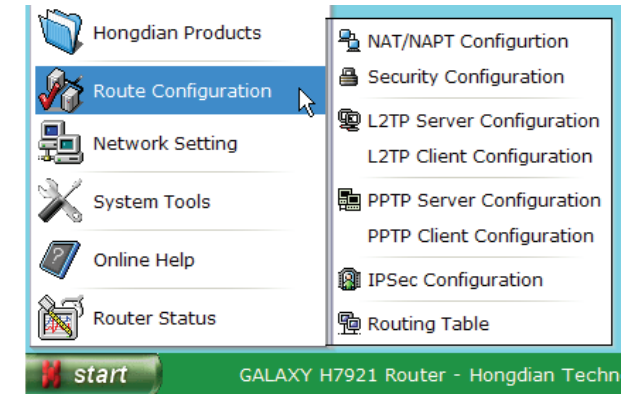 Hongdian Products
Route Configuration
Network Setting
System Tools
Online Help
Router Status
NAT/NAPT Configurtion
Security Configuration
L2TP Server Configuration
L2TP Client Configuration
PPTP Server Configuration
PPTP Client Configuration
IPSec Configuration
Routing Table
start
GALAXY H7921 Router - Hongdian Techn